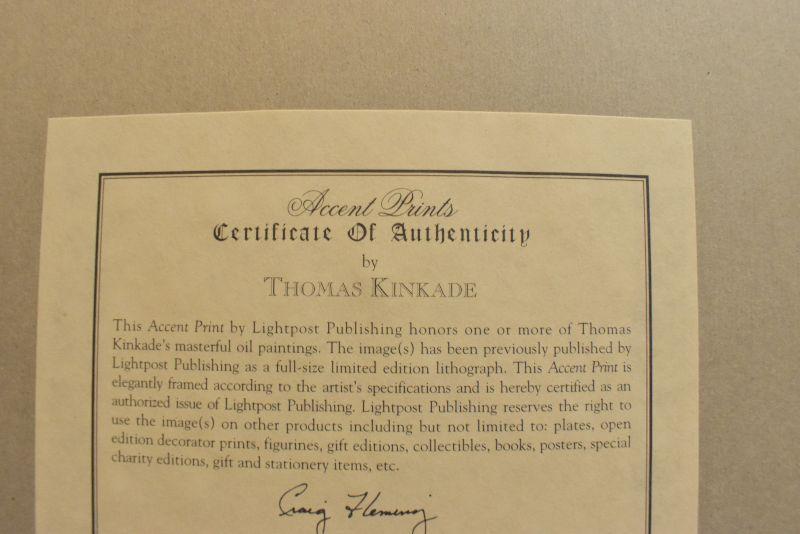 Accent Prints
Certificate Of Authenticity
by
THOMAS KINKADE
This Accent Print by Lightpost Publishing honors one or more of Thomas
Kinkade's masterful oil paintings. The image(s) has been previously published by
Lightpost Publishing as a full-size limited edition lithograph. This Accent Print is
elegantly framed according to the artist's specifications and is hereby certified as an
authorized issue of Lightpost Publishing. Lightpost Publishing reserves the right to
use the image(s) on other products including but not limited to: plates, open
edition decorator prints, figurines, gift editions, collectibles, books, posters, special
charity editions, gift and stationery items, etc.
Craig Fleming